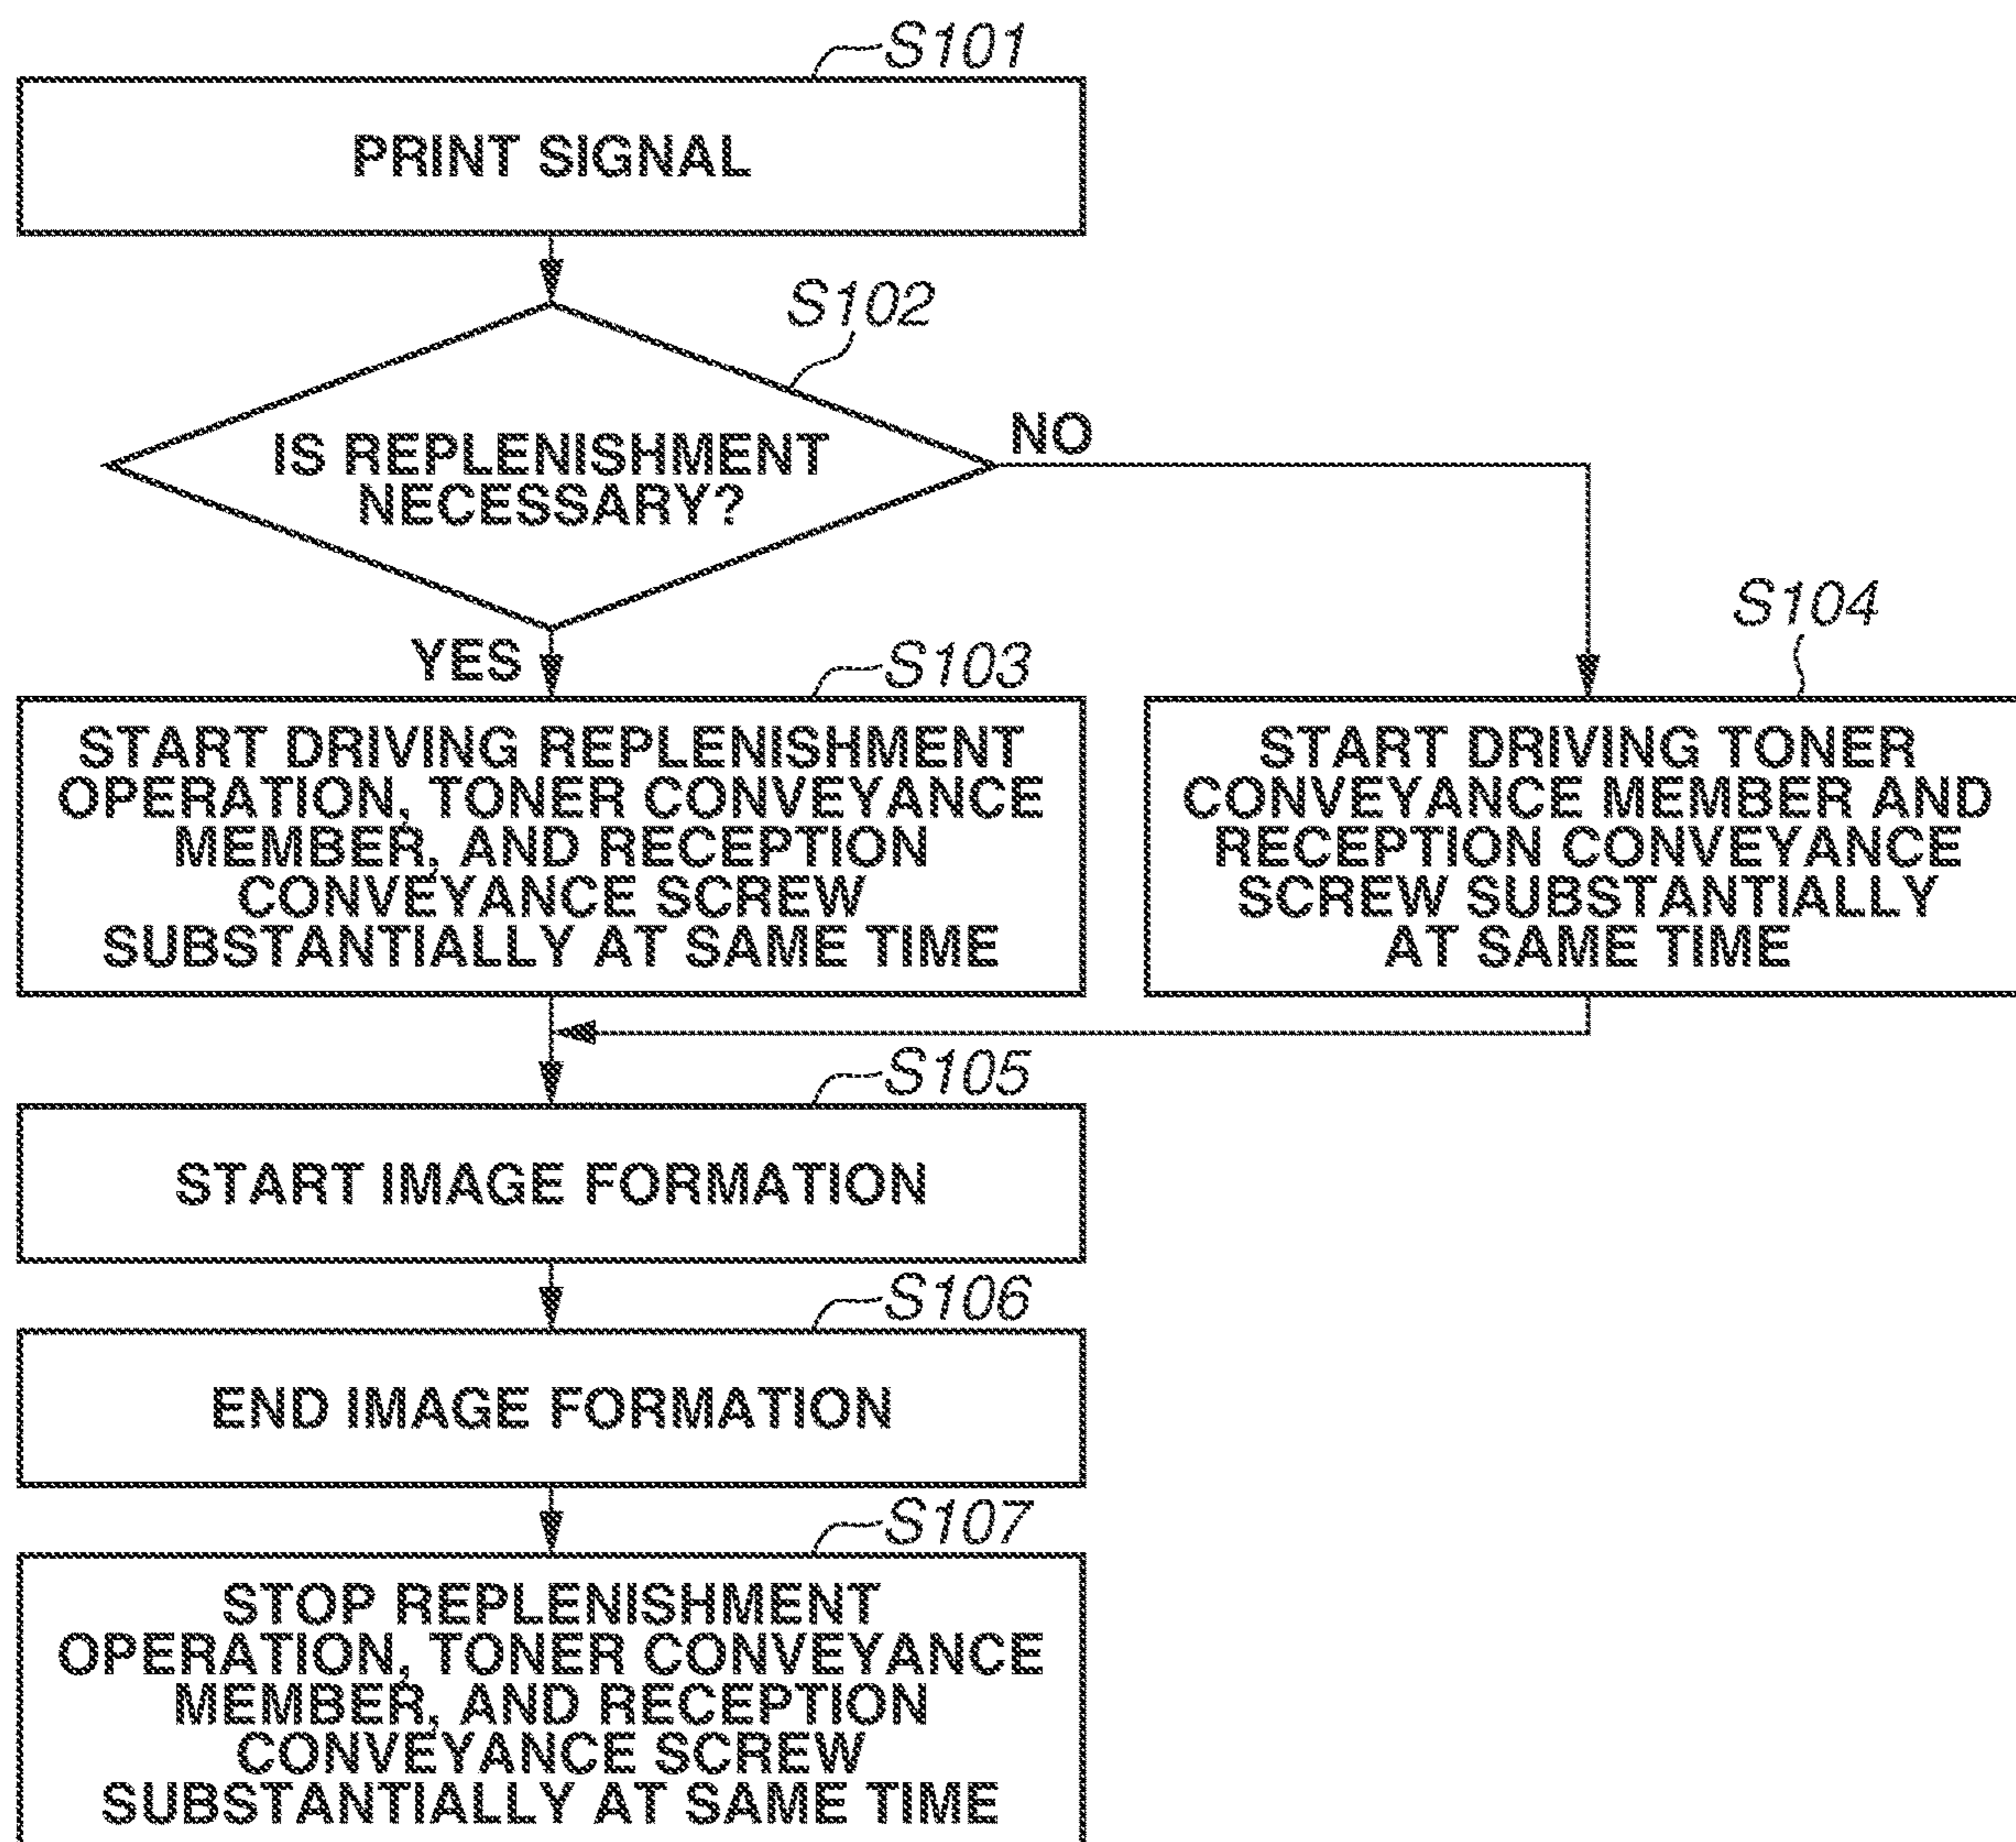 S101
PRINT SIGNAL
S102
IS REPLENISHMENT
NECESSARY?
NO
YES
S103
START DRIVING REPLENISHMENT
OPERATION, TONER CONVEYANCE
MEMBER, AND RECEPTION
CONVEYANCE SCREW
SUBSTANTIALLY AT SAME TIME
S104
START DRIVING TONER
CONVEYANCE MEMBER AND
RECEPTION CONVEYANCE
SCREW SUBSTANTIALLY
AT SAME TIME
S105
START IMAGE FORMATION
S106
END IMAGE FORMATION
S107
STOP REPLENISHMENT
OPERATION, TONER CONVEYANCE
MEMBER, AND RECEPTION
CONVEYANCE SCREW
SUBSTANTIALLY AT SAME TIME